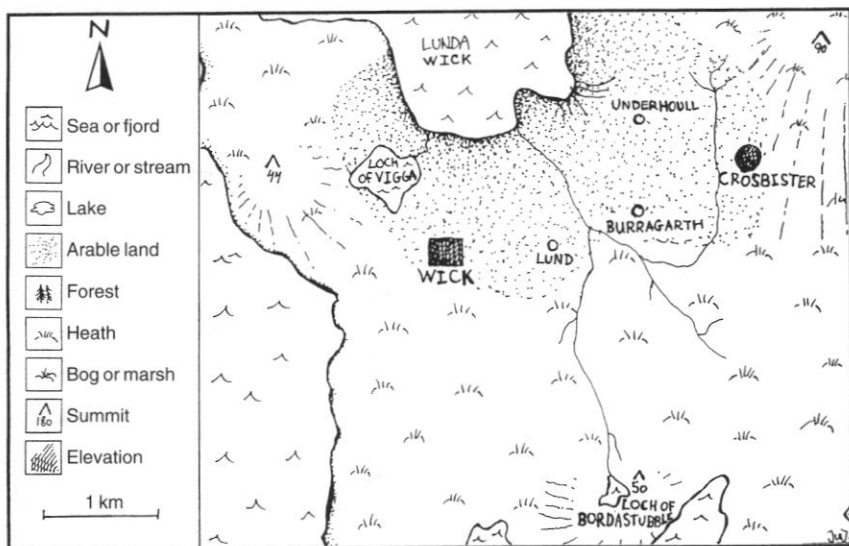 N
Sea or fjord
River or stream
Lake
Arable land
Forest
Heath
Bog or marsh
180
Summit
Elevation
1 km
LUNDA
WICK
90
UNDERHOULL
44
LOCH
OF VIGGA
CROSBISTER
BURRAGARTH
WICK
LUND
50
LOCH OF
BORDASTUBBLE